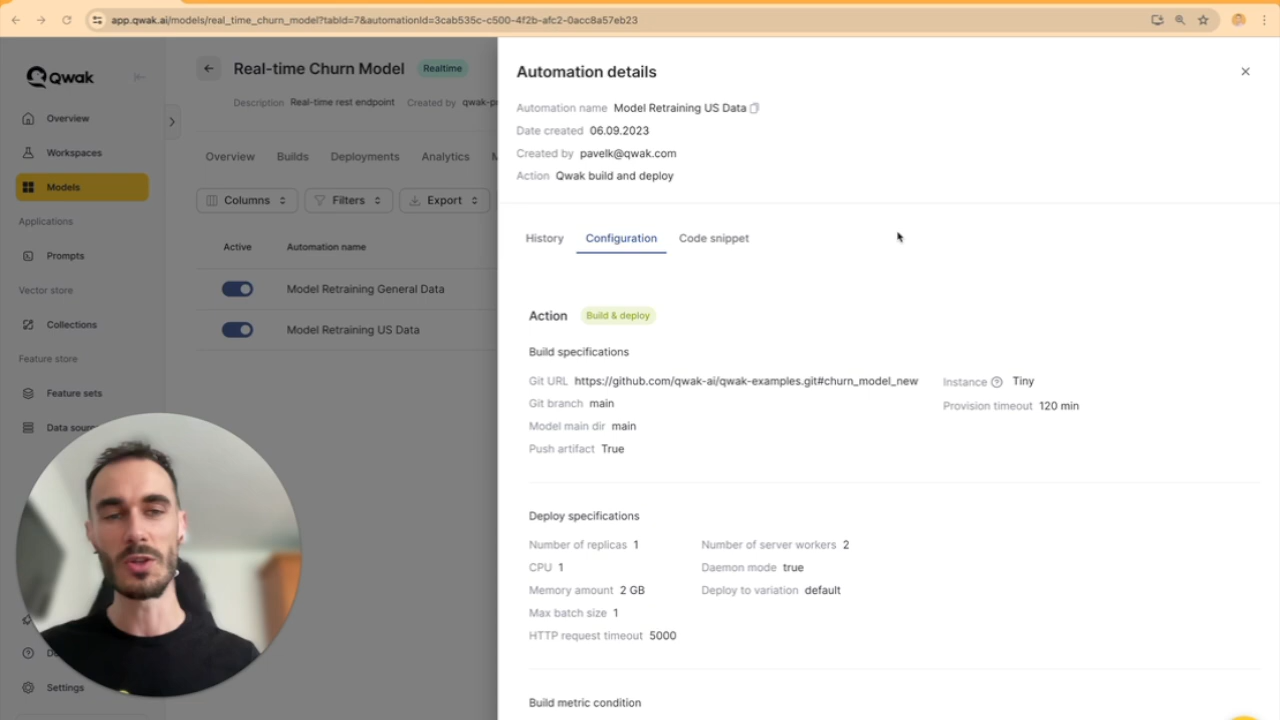 app.qwak.ai/models/real_time_churn_model?tabId=7&automationId=3cab535c-c500-4f2b-afc2-0acc8a57eb23
Qwak
Overview
Workspaces
Models
Applications
Prompts
Vector store
Collections
Feature store
Feature sets
Data sour
Settings
Real-time Churn Model
Realtime
Description Real-time rest endpoint Created by qwak-pr
Overview Builds Deployments Analytics M
Columns Filters Export
Active Automation name
Model Retraining General Data
Model Retraining US Data
Automation details
Automation name Model Retraining US Data
Date created 06.09.2023
Created by pavelk@qwak.com
Action Qwak build and deploy
History Configuration Code snippet
Action Build & deploy
Build specifications
Git URL https://github.com/qwak-ai/qwak-examples.git#churn_model_new Instance Tiny
Git branch main Provision timeout 120 min
Model main dir main
Push artifact True
Deploy specifications
Number of replicas 1 Number of server workers 2
CPU 1 Daemon mode true
Memory amount 2 GB Deploy to variation default
Max batch size 1
HTTP request timeout 5000
Build metric condition